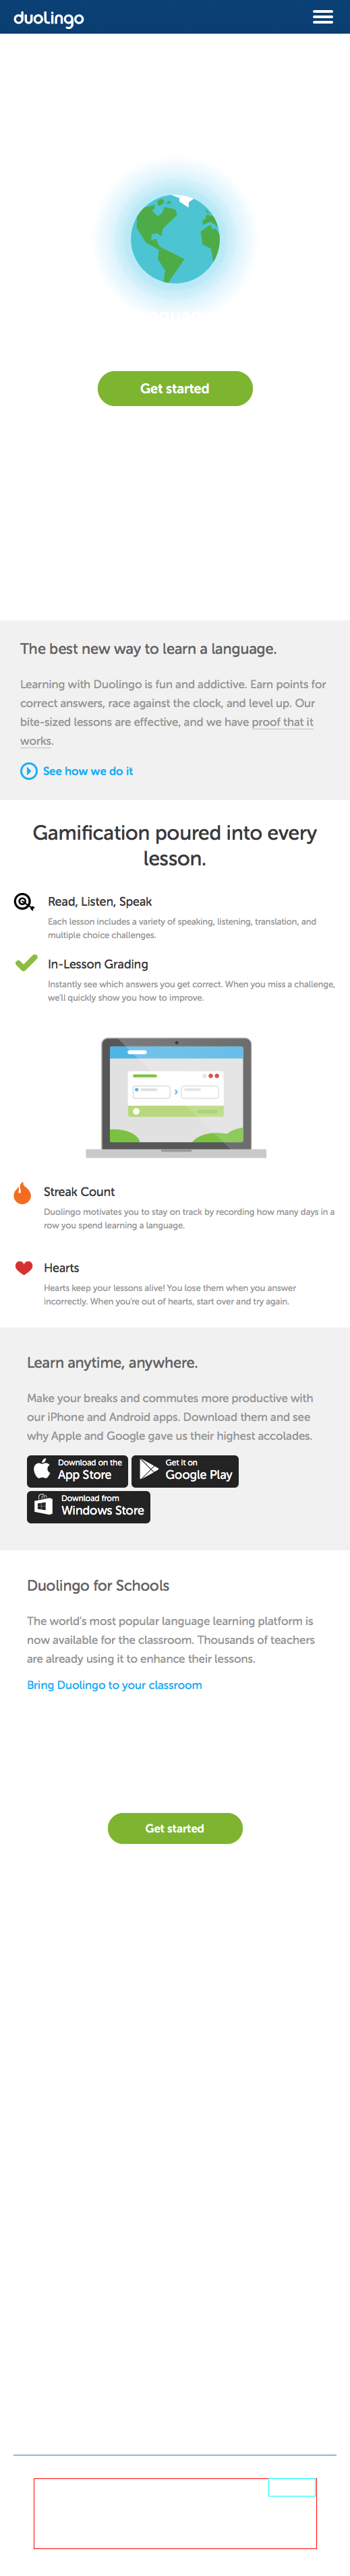 duolingo
Get started
The best new way to learn a language.
Learning with Duolingo is fun and addictive. Earn points for
correct answers, race against the clock, and level up. Our
bite-sized lessons are effective, and we have proof that it
works.
See how we do it
Gamification poured into every
lesson.
Read, Listen, Speak
Each lesson includes a variety of speaking, listening, translation, and
multiple choice challenges.
In-Lesson Grading
Instantly see which answers you get correct. When you miss a challenge,
we'll quickly show you how to improve.
Streak Count
Duolingo motivates you to stay on track by recording how many days in a
row you spend learning a language.
Hearts
Hearts keep your lessons alive! You lose them when you answer
incorrectly. When you're out of hearts, start over and try again.
Learn anytime, anywhere.
Make your breaks and commutes more productive with
our iPhone and Android apps. Download them and see
why Apple and Google gave us their highest accolades.
Download on the
App Store
Get it on
Google Play
Download from
Windows Store
Duolingo for Schools
The world's most popular language learning platform is
now available for the classroom. Thousands of teachers
are already using it to enhance their lessons.
Bring Duolingo to your classroom
Get started